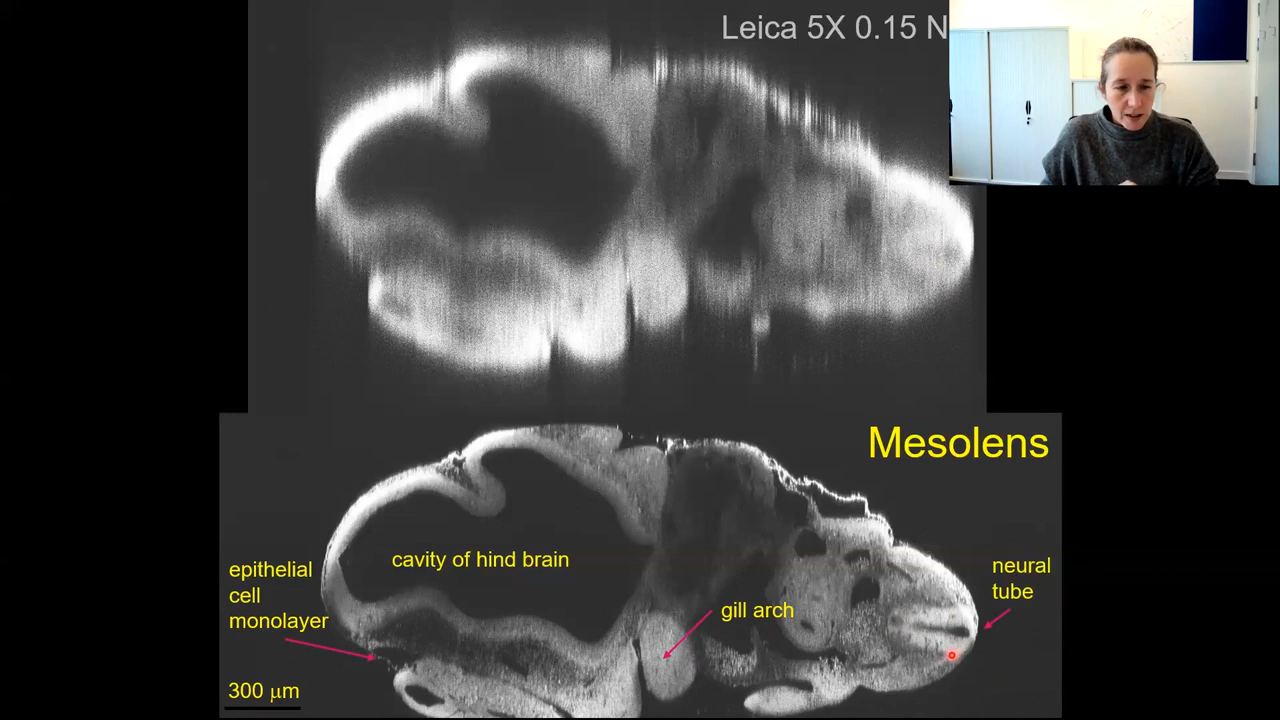 Leica 5X 0.15 N
Mesolens
epithelial
cell
monolayer
cavity of hind brain
gill arch
neural
tube
300 μm